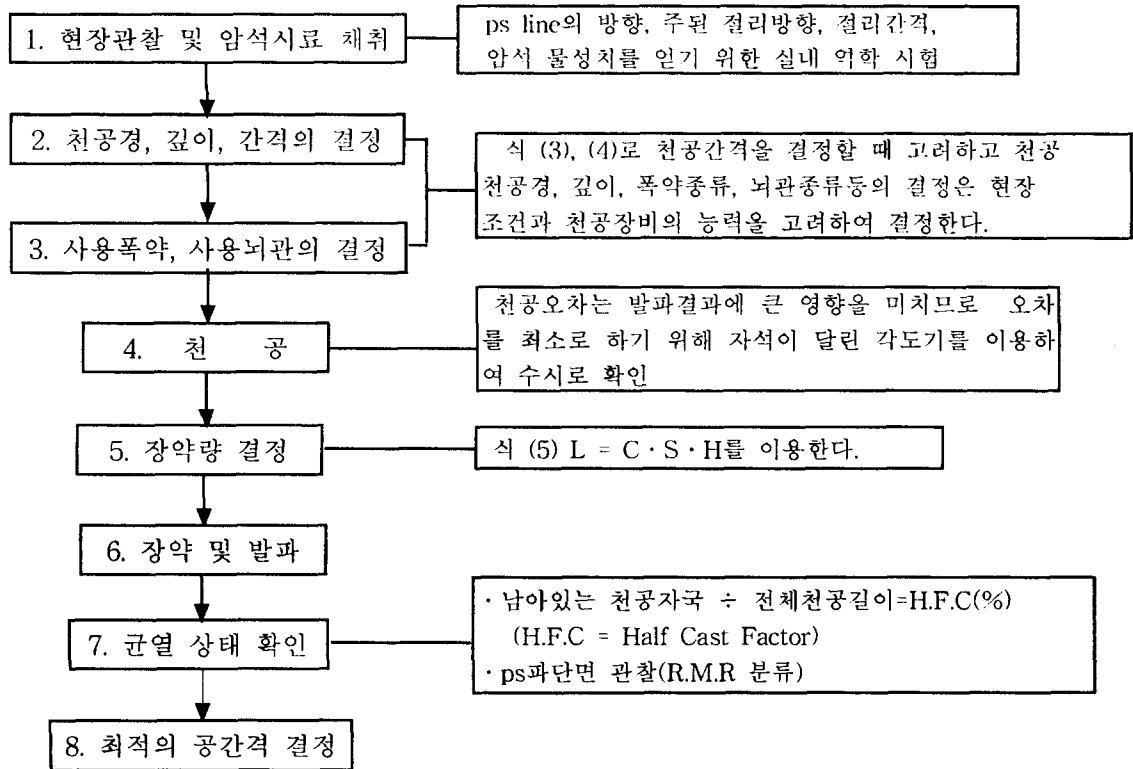 1. 현장관찰 및 암석시료 채취
ps line의 방향, 주된 절리방향, 절리간격,
암석 물성치를 얻기 위한 실내 역학 시험
2. 천공경, 깊이, 간격의 결정
식 (3), (4)로 천공간격을 결정할 때 고려하고 천공
천공경, 깊이, 폭약종류, 뇌관종류등의 결정은 현장
조건과 천공장비의 능력을 고려하여 결정한다.
3. 사용폭약, 사용뇌관의 결정
천공오차는 발파결과에 큰 영향을 미치므로 오차
를 최소로 하기 위해 자석이 달린 각도기를 이용하
여 수시로 확인
4. 천 공
5. 장약량 결정
식 (5) L = C · S · H를 이용한다.
6. 장약 및 발파
· 남아있는 천공자국 ÷ 전체천공길이=H.F.C(%)
(H.F.C = Half Cast Factor)
· ps파단면 관찰(R.M.R 분류)
7. 균열 상태 확인
8. 최적의 공간격 결정